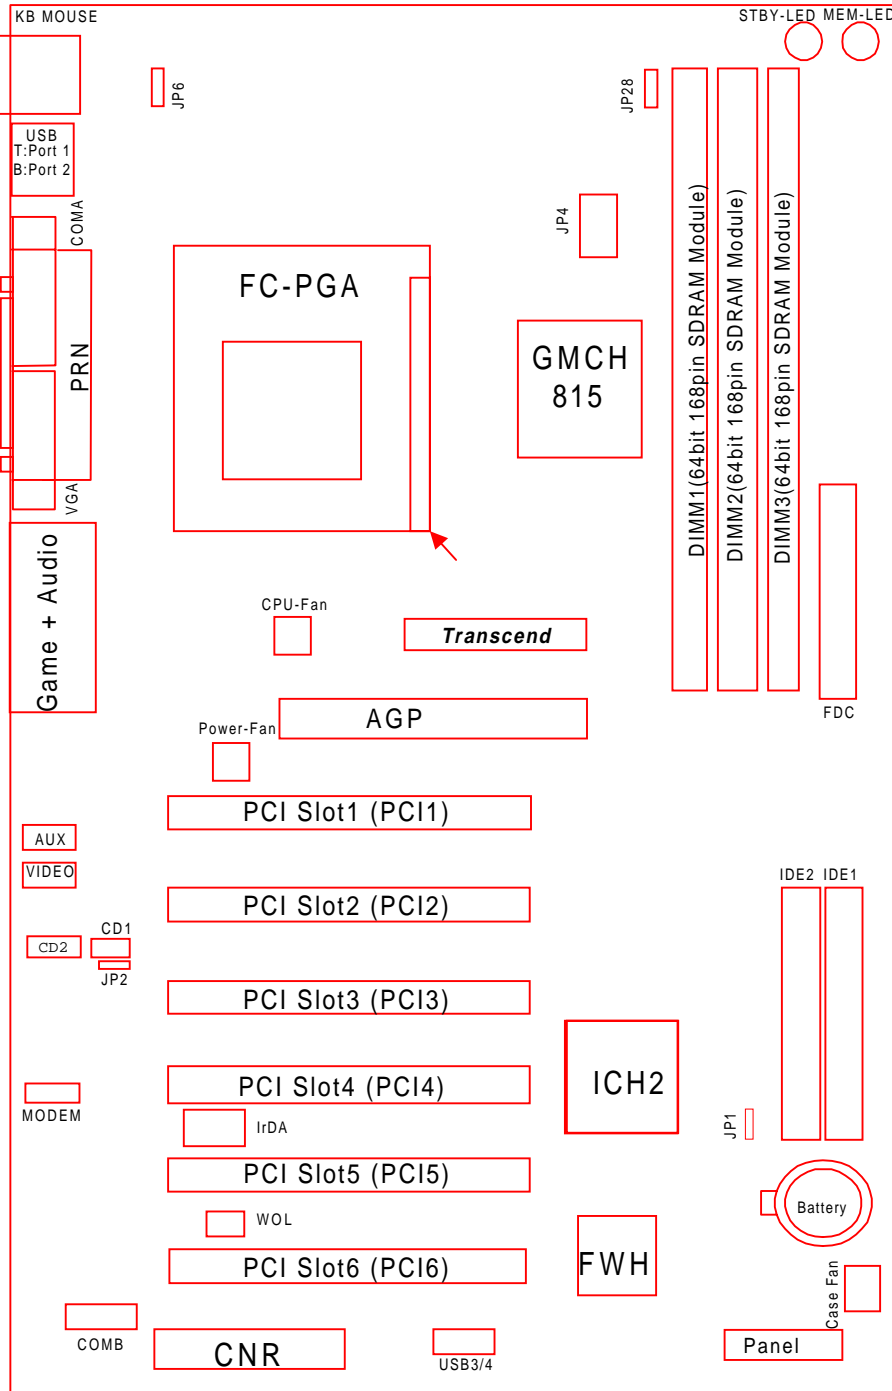 KB MOUSE
STBY-LED
MEM-LED
JP6
JP28
USB
T:Port 1
B:Port 2
COMA
JP4
DIMM1(64bit 168pin SDRAM Module)
DIMM2(64bit 168pin SDRAM Module)
DIMM3(64bit 168pin SDRAM Module)
FC-PGA
PRN
GMCH
815
VGA
Game + Audio
CPU-Fan
Transcend
AGP
FDC
Power-Fan
PCI Slot1 (PCI1)
AUX
VIDEO
IDE2
IDE1
PCI Slot2 (PCI2)
CD1
CD2
JP2
PCI Slot3 (PCI3)
ICH2
PCI Slot4 (PCI4)
MODEM
IrDA
JP1
PCI Slot5 (PCI5)
Battery
WOL
PCI Slot6 (PCI6)
FWH
Case Fan
COMB
CNR
USB3/4
Panel